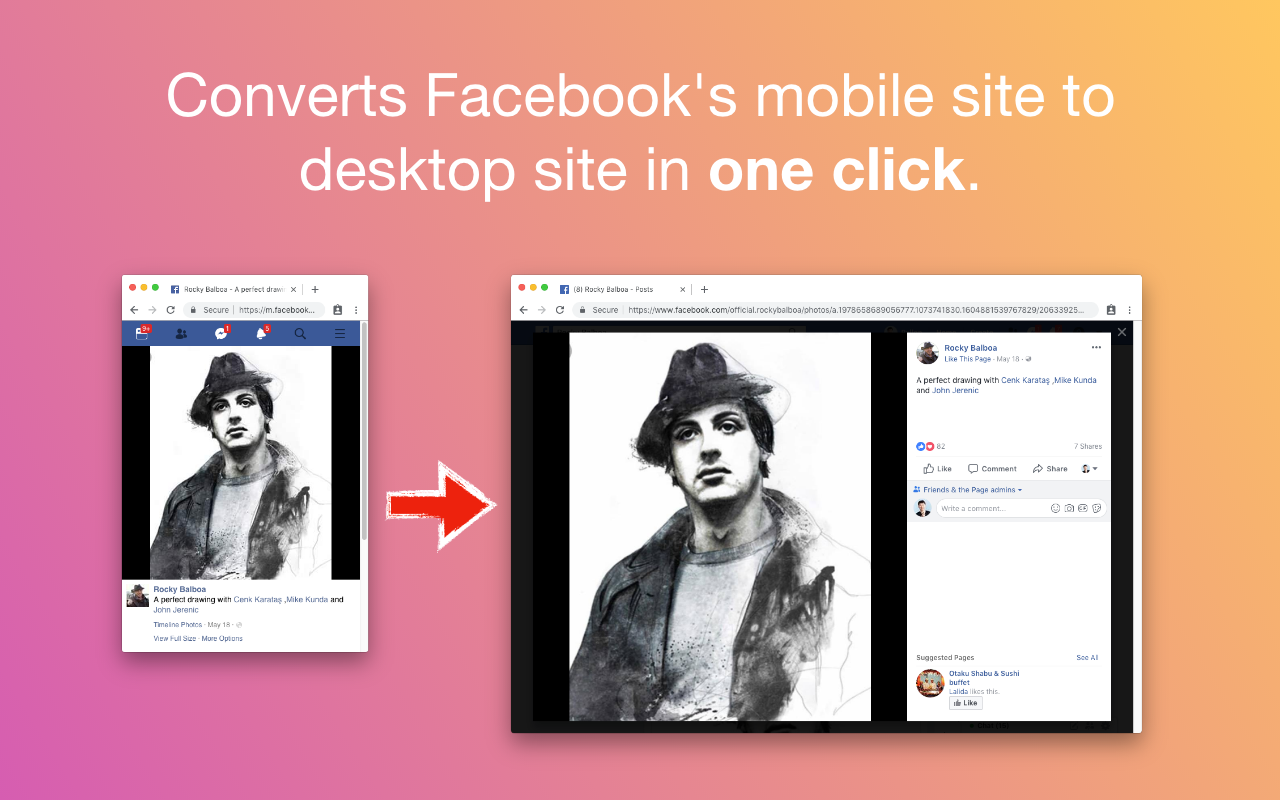 Converts Facebook's mobile site to
desktop site in one click.
Rocky Balboa - A perfect drawi
Secure | https://m.facebook...
9+
1
5
Rocky Balboa
A perfect drawing with Cenk Karataş ,Mike Kunda and
John Jerenic
Timeline Photos · May 18 ·
View Full Size · More Options
(8) Rocky Balboa - Posts
Secure | https://www.facebook.com/official.rockybalboa/photos/a.1978658689056777.1073741830.1604881539767829/20633925...
Rocky Balboa
Like This Page · May 18 ·
A perfect drawing with Cenk Karataş ,Mike Kunda
and John Jerenic
82
7 Shares
Like
Comment
Share
Friends & the Page admins
Write a comment...
Suggested Pages
See All
Otaku Shabu & Sushi
buffet
Lalida likes this.
Like